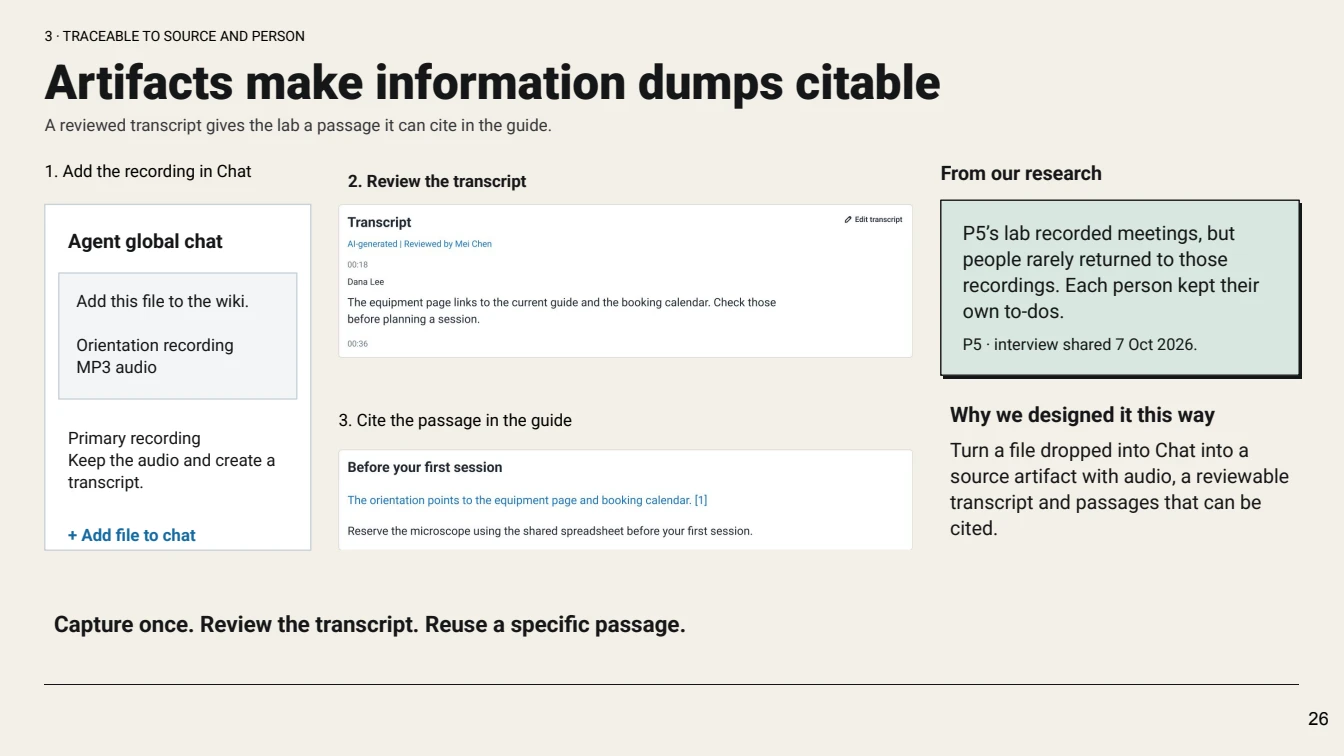 3 · TRACEABLE TO SOURCE AND PERSON
Artifacts make information dumps citable
A reviewed transcript gives the lab a passage it can cite in the guide.
1. Add the recording in Chat
Agent global chat
Add this file to the wiki.
Orientation recording
MP3 audio
Primary recording
Keep the audio and create a
transcript.
+ Add file to chat
2. Review the transcript
Transcript
Edit transcript
AI-generated | Reviewed by Mei Chen
00:18
Dana Lee
The equipment page links to the current guide and the booking calendar. Check those
before planning a session.
00:36
3. Cite the passage in the guide
Before your first session
The orientation points to the equipment page and booking calendar. [1]
Reserve the microscope using the shared spreadsheet before your first session.
From our research
P5’s lab recorded meetings, but
people rarely returned to those
recordings. Each person kept their
own to-dos.
P5 · interview shared 7 Oct 2026.
Why we designed it this way
Turn a file dropped into Chat into a
source artifact with audio, a reviewable
transcript and passages that can be
cited.
Capture once. Review the transcript. Reuse a specific passage.
26